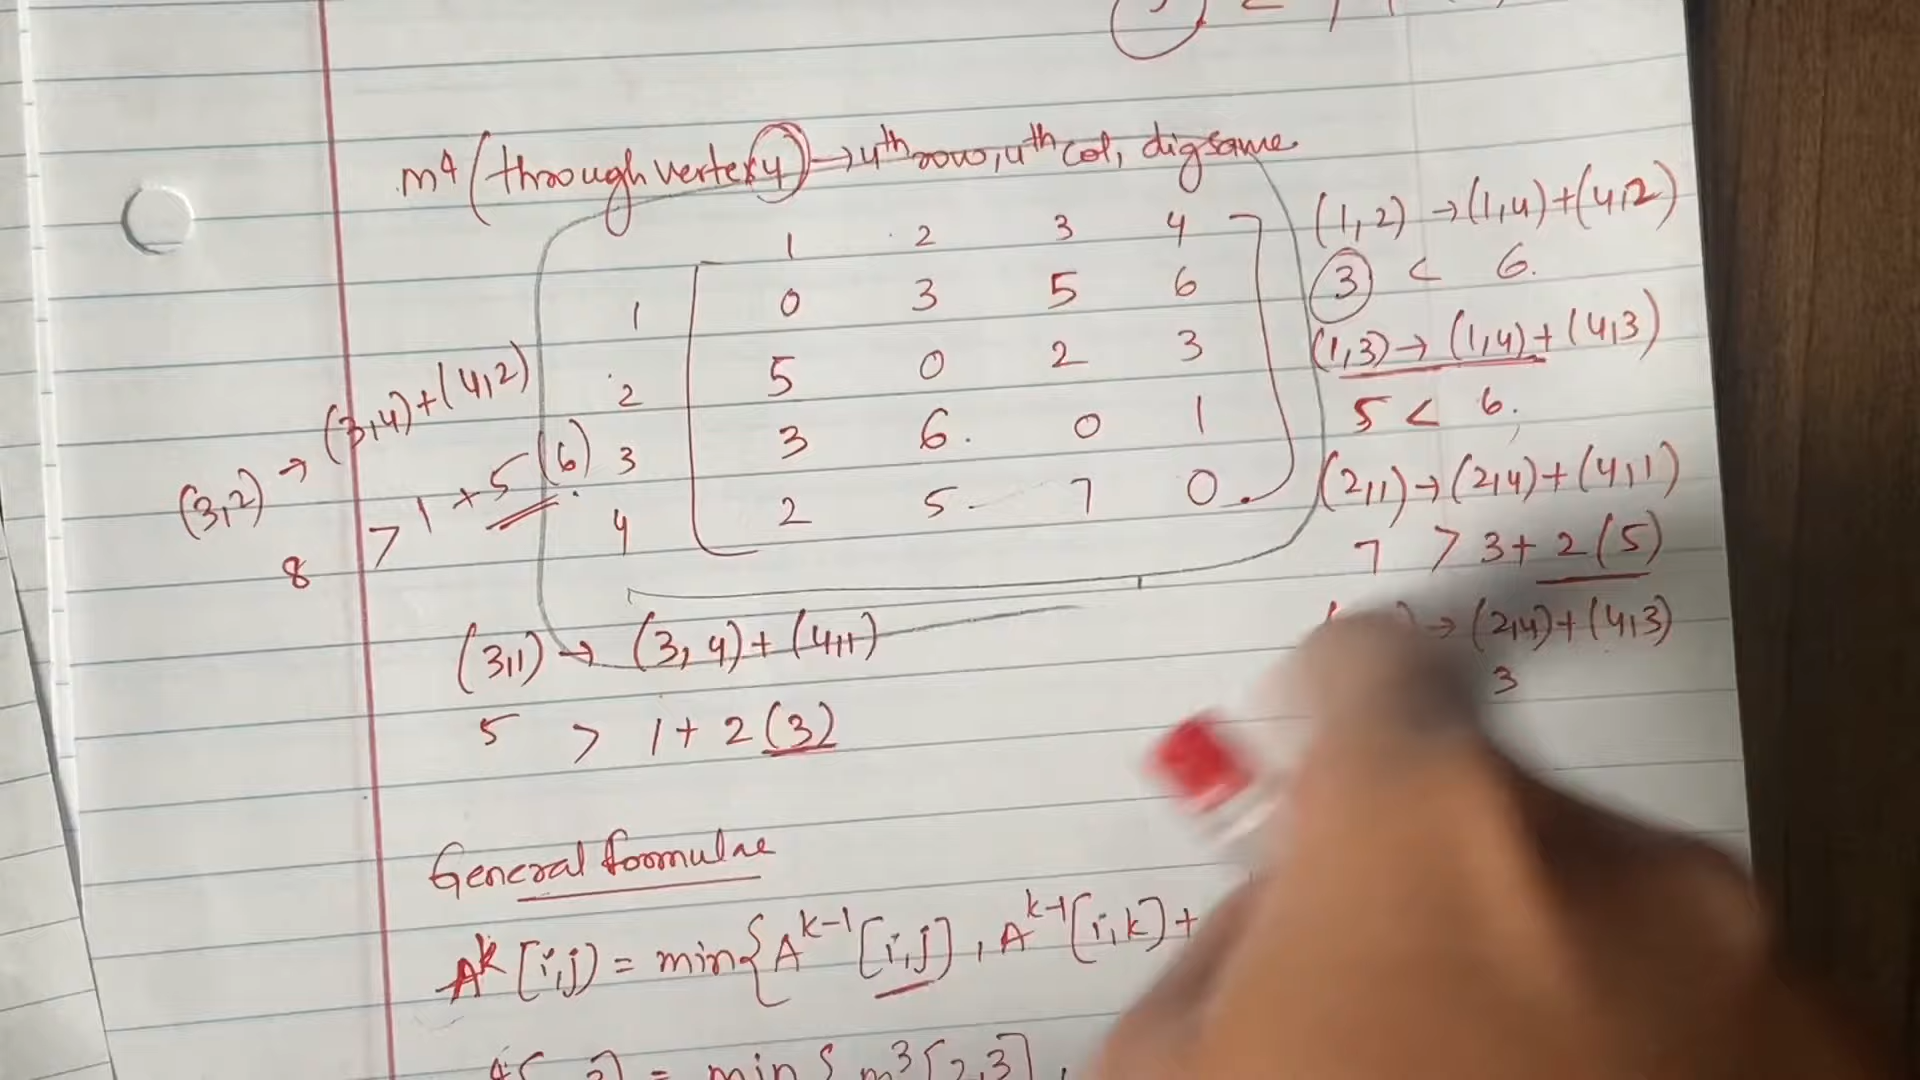 m⁴ (through vertex 4) → 4th row, 4th col, dig same
1 2 3 4
1 0 3 5 6
2 5 0 2 3
3 3 6. 0 1
4 2 5 7 0
(3,2) → (3,4)+(4,2)
8 > 1 + 5 (6)
(3,1) → (3,4)+(4,1)
5 > 1+2 (3)
(1,2) → (1,4)+(4,2)
3 < 6.
(1,3) → (1,4)+(4,3)
5 < 6.
(2,1) → (2,4)+(4,1)
7 > 3+2 (5)
→ (2,4)+(4,3)
3
General formulae
A^k [i,j) = min{ A^k-1 [i,j], A^k-1 [i,k] +
= min { m³[2,3],